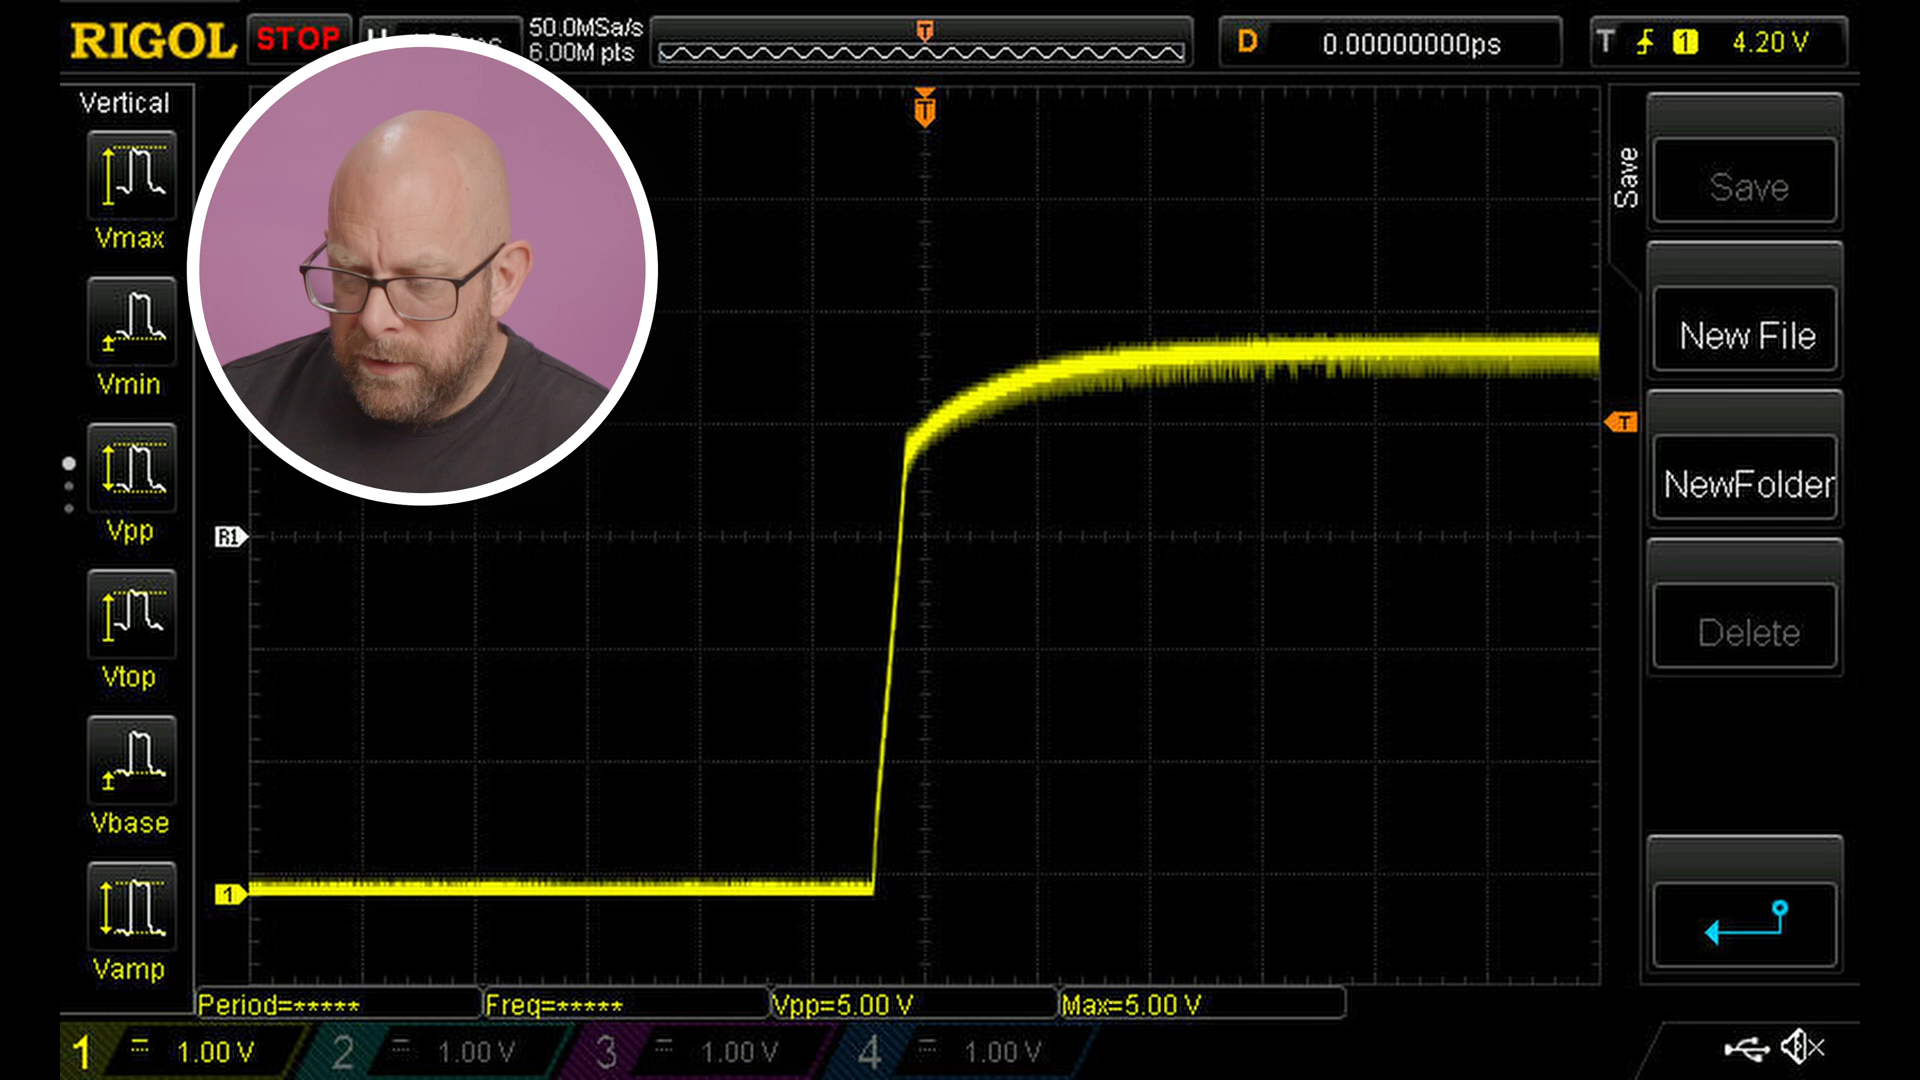 RIGOL
STOP
H
50.0MSa/s
6.00M pts
T
D 0.00000000ps
T 1 4.20 V
Vertical
Vmax
Vmin
Vpp
Vtop
Vbase
Vamp
T
R1
1
T
Save
Save
New File
NewFolder
Delete
Period=*****
Freq=*****
Vpp=5.00 V
Max=5.00 V
1 1.00 V
2 1.00 V
3 1.00 V
4 1.00 V